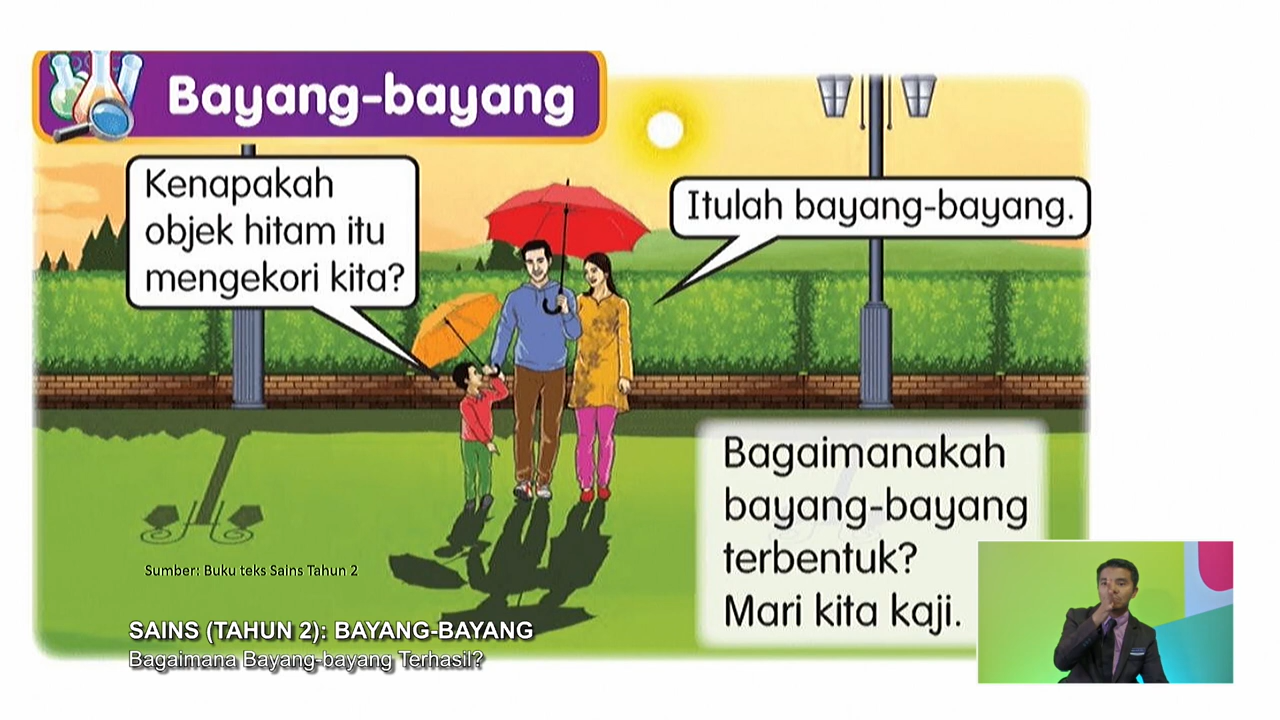 Bayang-bayang
Kenapakah
objek hitam itu
mengekori kita?
Itulah bayang-bayang.
Bagaimanakah
bayang-bayang
terbentuk?
Mari kita kaji.
Sumber: Buku teks Sains Tahun 2
SAINS (TAHUN 2): BAYANG-BAYANG
Bagaimana Bayang-bayang Terhasil?